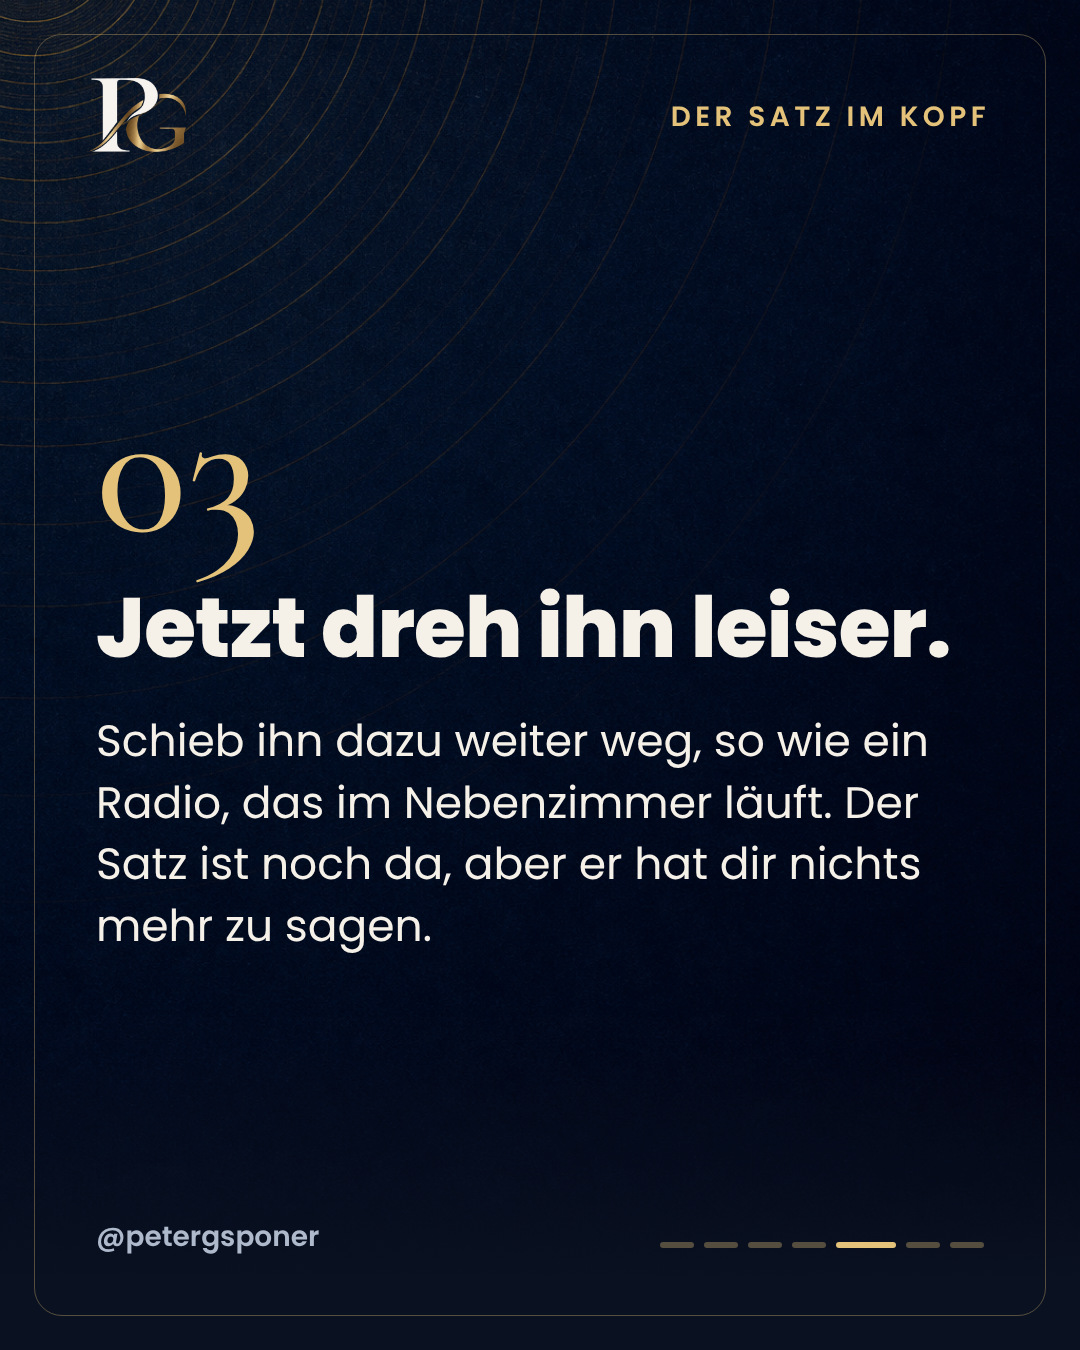 PG
DER SATZ IM KOPF
03
Jetzt dreh ihn leiser.
Schieb ihn dazu weiter weg, so wie ein
Radio, das im Nebenzimmer läuft. Der
Satz ist noch da, aber er hat dir nichts
mehr zu sagen.
@petergsponer